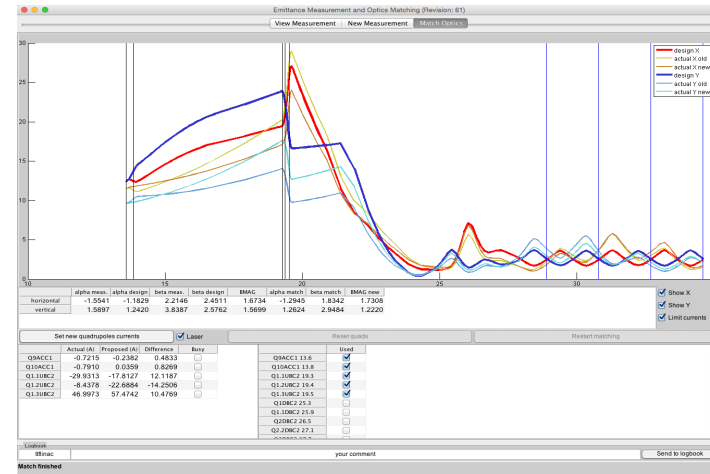 Emittance Measurement and Optics Matching (Revision: 61)
View Measurement New Measurement Match Optics
30
25
20
15
10
5
0
10 15 20 25 30
design X
actual X old
actual X new
design Y
actual Y old
actual Y new
alpha meas. alpha design beta meas. beta design BMAG alpha match beta match BMAG new
horizontal -1.5541 -1.1829 2.2146 2.4511 1.6734 -1.2945 1.8342 1.7308
vertical 1.5897 1.2420 3.8387 2.5762 1.5699 1.2624 2.9484 1.2220
Show X
Show Y
Limit currents
Set new quadrupoles currents Laser Reset quads Restart matching
Actual (A) Proposed (A) Difference Busy
Q9ACC1 -0.7215 -0.2382 0.4833
Q10ACC1 -0.7910 0.0359 0.8269
Q1.1UBC2 -29.9313 -17.8127 12.1187
Q1.2UBC2 -8.4378 -22.6884 -14.2506
Q1.3UBC2 46.9973 57.4742 10.4769
Used
Q9ACC1 13.6
Q10ACC1 13.8
Q1.1UBC2 19.3
Q1.2UBC2 19.4
Q1.3UBC2 19.5
Q1DBC2 25.3
Q1.1DBC2 25.9
Q2DBC2 26.5
Q2.2DBC2 27.1
Logbook
ttflinac your comment Send to logbook
Match finished